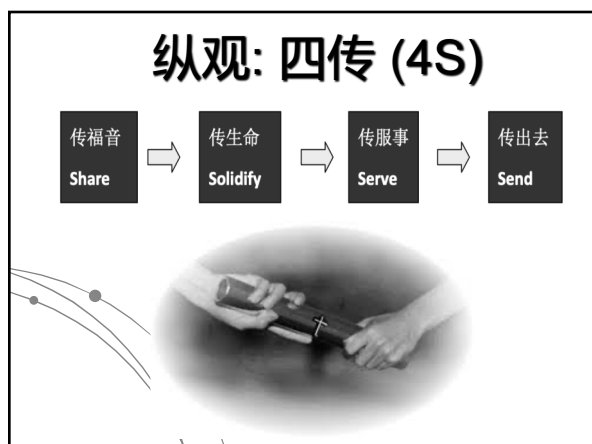 纵观: 四传 (4S)
传福音
Share
传生命
Solidify
传服事
Serve
传出去
Send